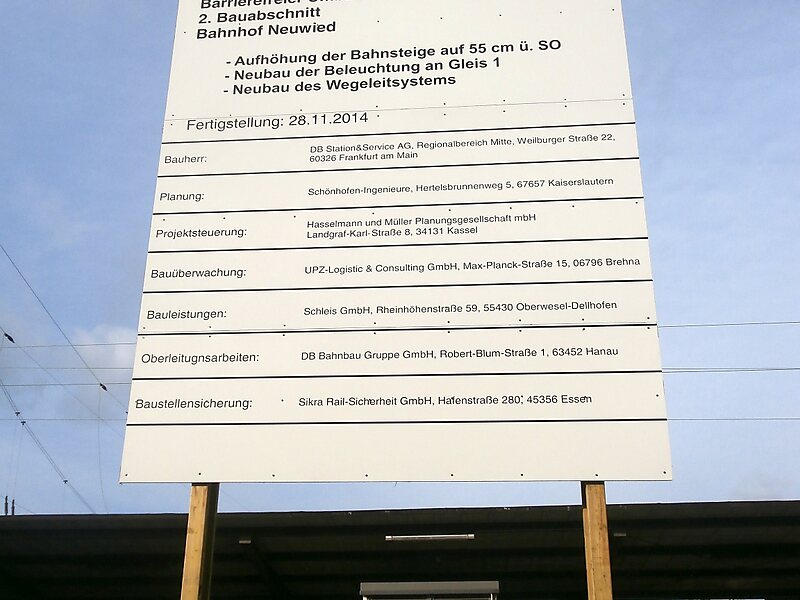 Barrierefreier
2. Bauabschnitt
Bahnhof Neuwied
- Aufhöhung der Bahnsteige auf 55 cm ü. SO
- Neubau der Beleuchtung an Gleis 1
- Neubau des Wegeleitsystems
Fertigstellung: 28.11.2014
Bauherr: DB Station&Service AG, Regionalbereich Mitte, Weilburger Straße 22,
60326 Frankfurt am Main
Planung: Schönhofen-Ingenieure, Hertelsbrunnenweg 5, 67657 Kaiserslautern
Projektsteuerung: Hasselmann und Müller Planungsgesellschaft mbH
Landgraf-Karl-Straße 8, 34131 Kassel
Bauüberwachung: UPZ-Logistic & Consulting GmbH, Max-Planck-Straße 15, 06796 Brehna
Bauleistungen: Schleis GmbH, Rheinhöhenstraße 59, 55430 Oberwesel-Dellhofen
Oberleitugnsarbeiten: DB Bahnbau Gruppe GmbH, Robert-Blum-Straße 1, 63452 Hanau
Baustellensicherung: Sikra Rail-Sicherheit GmbH, Hafenstraße 280, 45356 Essen